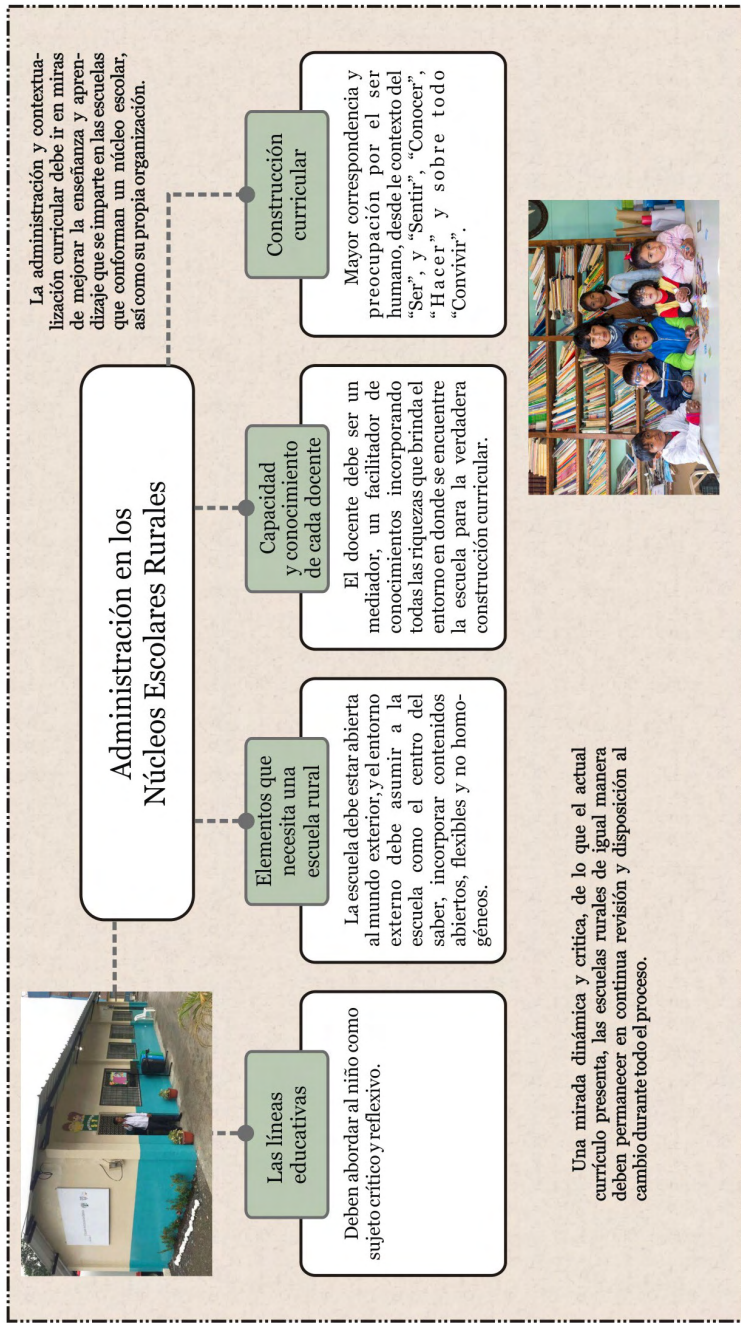 Administración en los
Núcleos Escolares Rurales
La administración y contextua-
lización curricular debe ir en miras
de mejorar la enseñanza y apren-
dizaje que se imparte en las escuelas
que conforman un núcleo escolar,
así como su propia organización.
Las líneas
educativas
Deben abordar al niño como
sujeto crítico y reflexivo.
Elementos que
necesita una
escuela rural
La escuela debe estar abierta
al mundo exterior, y el entorno
externo debe asumir a la
escuela como el centro del
saber, incorporar contenidos
abiertos, flexibles y no homo-
géneos.
Capacidad
y conocimiento
de cada docente
El docente debe ser un
mediador, un facilitador de
conocimientos incorporando
todas las riquezas que brinda el
entorno en donde se encuentre
la escuela para la verdadera
construcción curricular.
Construcción
curricular
Mayor correspondencia y
preocupación por el ser
humano, desde le contexto del
“Ser”, y “Sentir”, “Conocer”,
“Hacer” y sobre todo
“Convivir”.
Una mirada dinámica y crítica, de lo que el actual
currículo presenta, las escuelas rurales de igual manera
deben permanecer en continua revisión y disposición al
cambio durante todo el proceso.